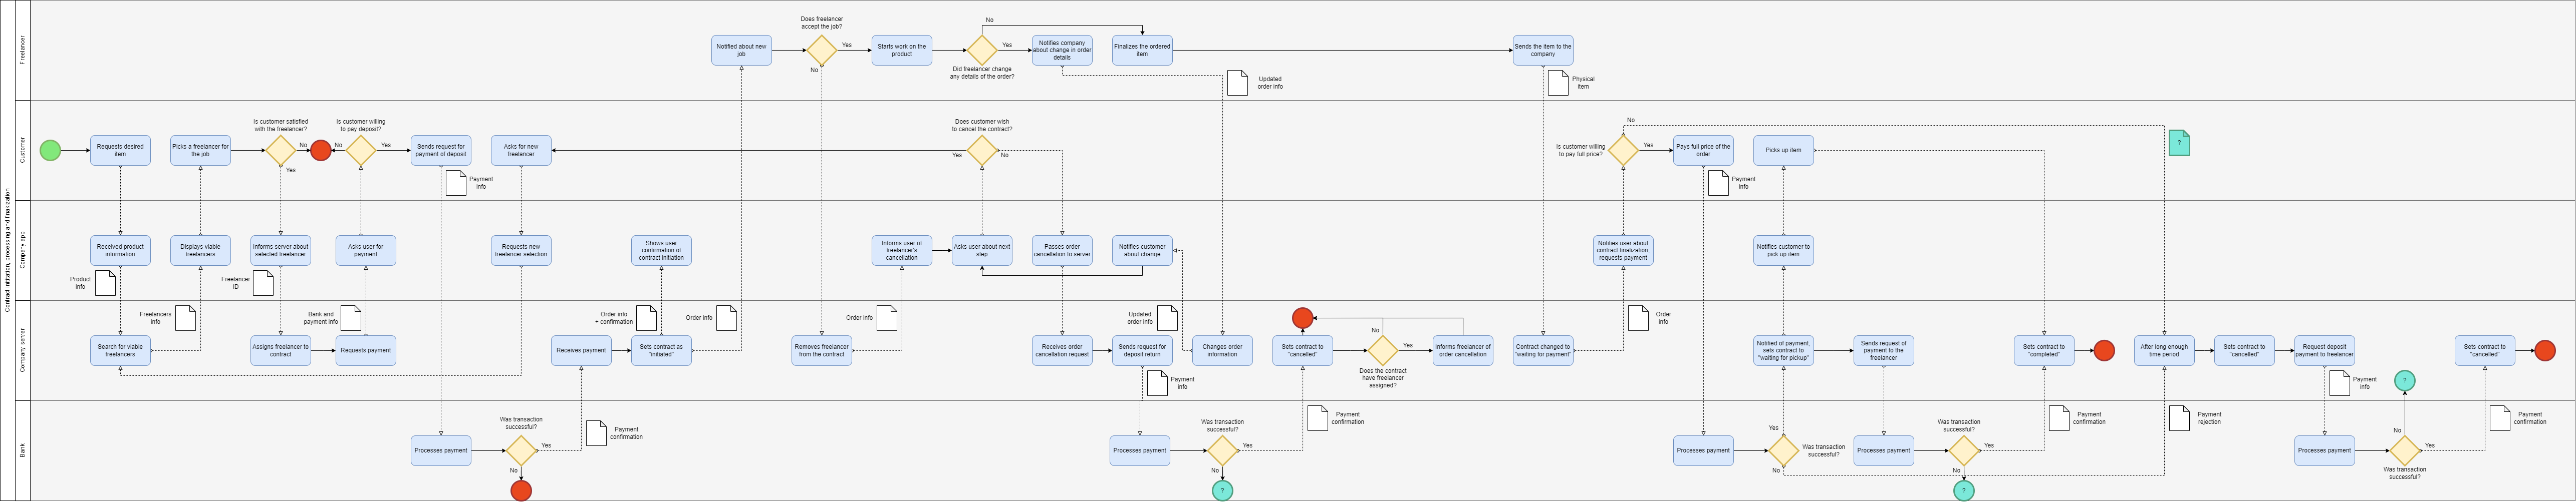 Contract initiation, processing and finalization
Freelancer
Notified about new
job
Does freelancer
accept the job?
Yes
No
Starts work on the
product
No
Yes
Did freelancer change
any details of the order?
Notifies company
about change in order
details
Finalizes the ordered
item
Updated
order info
Sends the item to the
company
Physical
item
Customer
Requests desired
item
Picks a freelancer for
the job
Is customer satisfied
with the freelancer?
No
Yes
Is customer willing
to pay deposit?
No
Yes
Sends request for
payment of deposit
Payment
info
Asks for new
freelancer
Does customer wish
to cancel the contract?
Yes
No
Is customer willing
to pay full price?
No
Yes
Pays full price of the
order
Payment
info
Picks up item
?
Company app
Received product
information
Product
info
Displays viable
freelancers
Informs server about
selected freelancer
Freelancer
ID
Asks user for
payment
Requests new
freelancer selection
Shows user
confirmation of
contract initiation
Informs user of
freelancer's
cancellation
Asks user about next
step
Passes order
cancellation to server
Notifies customer
about change
Notifies user about
contract finalization,
requests payment
Notifies customer to
pick up item
Company server
Search for viable
freelancers
Freelancers
info
Assigns freelancer to
contract
Bank and
payment info
Requests payment
Receives payment
Order info
+ confirmation
Sets contract as
"initiated"
Order info
Removes freelancer
from the contract
Order info
Receives order
cancellation request
Sends request for
deposit return
Updated
order info
Payment
info
Changes order
information
Sets contract to
"cancelled"
No
Yes
Does the contract
have freelancer
assigned?
Informs freelancer of
order cancellation
Contract changed to
"waiting for payment"
Order
info
Notified of payment,
sets contract to
"waiting for pickup"
Sends request of
payment to the
freelancer
Sets contract to
"completed"
After long enough
time period
Sets contract to
"cancelled"
Request deposit
payment to freelancer
Payment
info
?
Sets contract to
"cancelled"
Bank
Processes payment
Was transaction
successful?
Yes
No
Payment
confirmation
Processes payment
Was transaction
successful?
Yes
No
?
Payment
confirmation
Processes payment
Yes
Was transaction
successful?
No
Processes payment
Was transaction
successful?
Yes
No
?
Payment
confirmation
Payment
rejection
Processes payment
No
Yes
Was transaction
successful?
Payment
confirmation